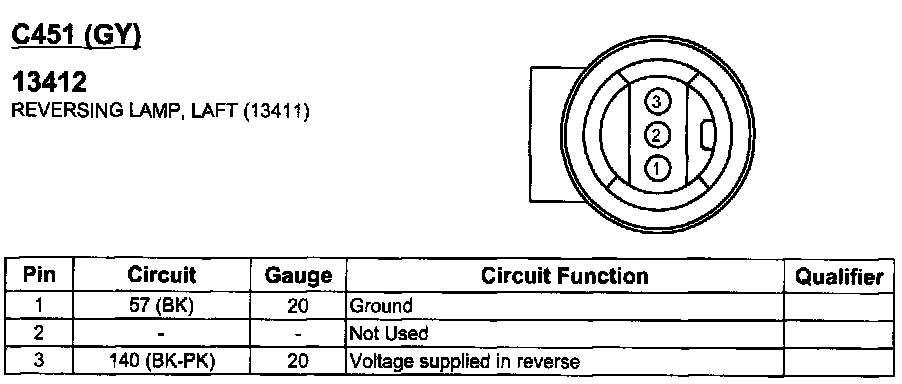 C451 (GY)
13412
REVERSING LAMP, LAFT (13411)
3
2
1
Pin Circuit Gauge Circuit Function Qualifier
1 57 (BK) 20 Ground
2 - - Not Used
3 140 (BK-PK) 20 Voltage supplied in reverse